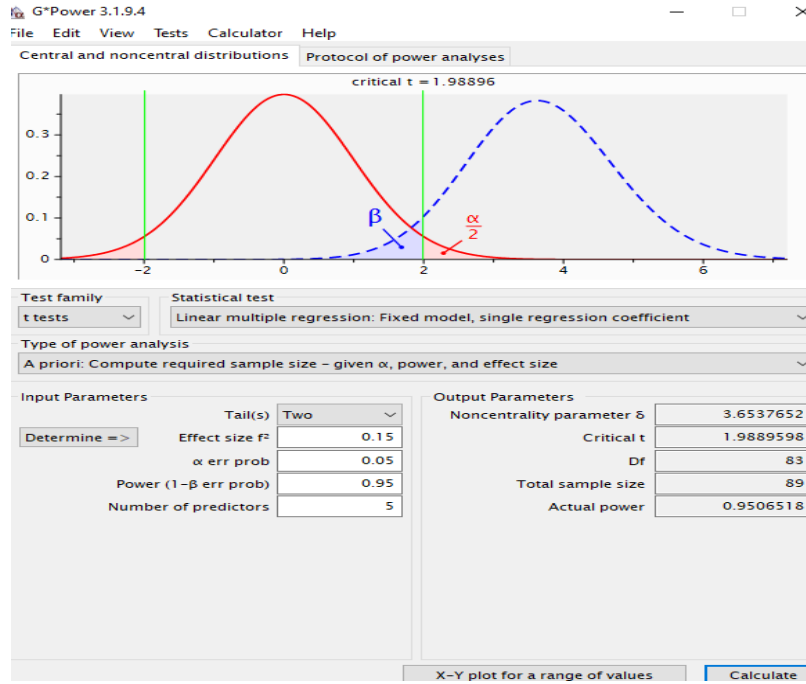 G*Power 3.1.9.4
File Edit View Tests Calculator Help
Central and noncentral distributions Protocol of power analyses
critical t = 1.98896
0.3
0.2
0.1
0
β
α
2
−2 0 2 4 6
Test family Statistical test
t tests Linear multiple regression: Fixed model, single regression coefficient
Type of power analysis
A priori: Compute required sample size – given α, power, and effect size
Input Parameters Output Parameters
Tail(s) Two Noncentrality parameter δ 3.6537652
Determine => Effect size f² 0.15 Critical t 1.9889598
α err prob 0.05 Df 83
Power (1-β err prob) 0.95 Total sample size 89
Number of predictors 5 Actual power 0.9506518
X-Y plot for a range of values Calculate